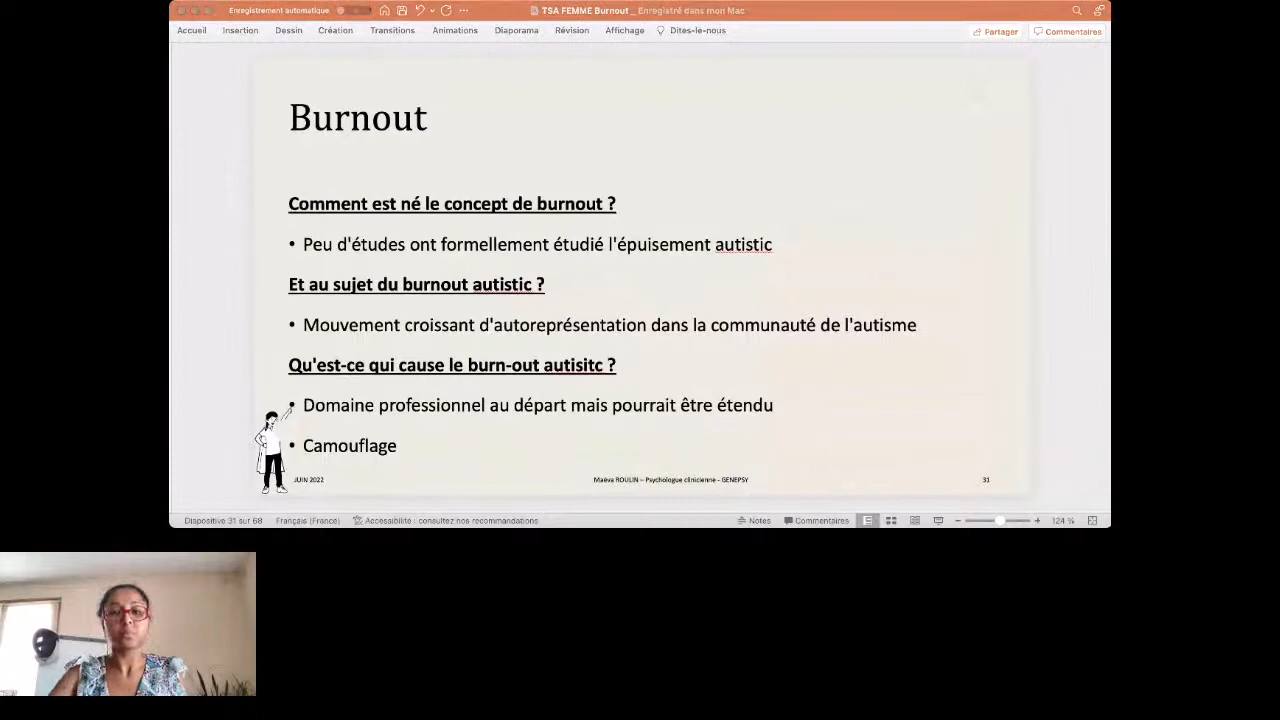 Enregistrement automatique
TSA FEMME Burnout _ Enregistré dans mon Mac
Accueil Insertion Dessin Création Transitions Animations Diaporama Révision Affichage Dites-le-nous Partager Commentaires
Burnout
Comment est né le concept de burnout ?
• Peu d'études ont formellement étudié l'épuisement autistic
Et au sujet du burnout autistic ?
• Mouvement croissant d'autoreprésentation dans la communauté de l'autisme
Qu'est-ce qui cause le burn-out autisitc ?
• Domaine professionnel au départ mais pourrait être étendu
• Camouflage
JUIN 2022 Maëva ROULIN – Psychologue clinicienne - GENEPSY 31
Diapositive 31 sur 68 Français (France) Accessibilité : consultez nos recommandations Notes Commentaires 124 %